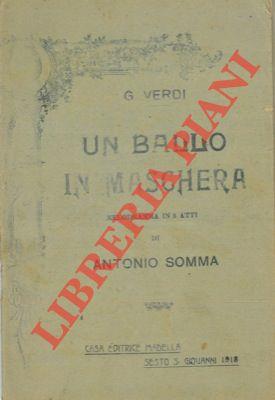 G. VERDI
UN BALLO
IN MASCHERA
MELODRAMMA IN 3 ATTI
DI
ANTONIO SOMMA
CASA EDITRICE MADELLA
SESTO S. GIOVANNI 1913
LIBRERIA PIANI